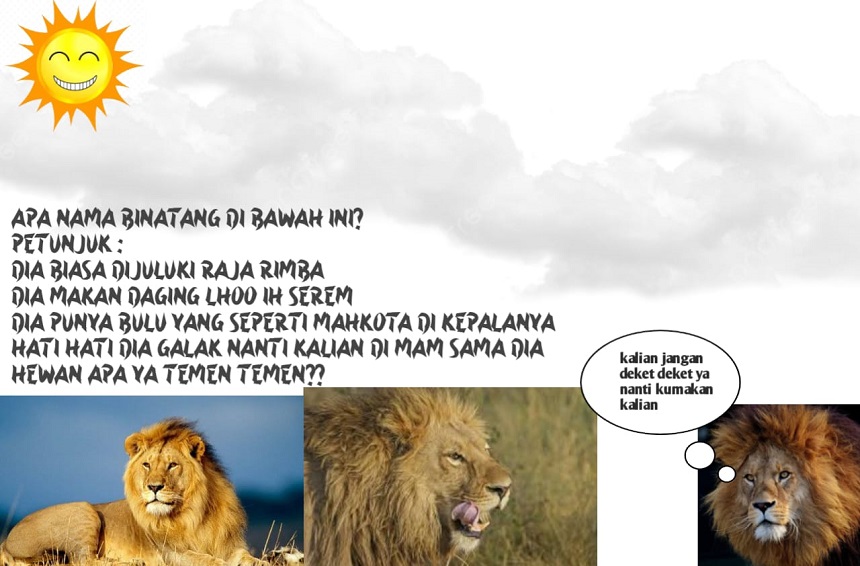 APA NAMA BINATANG DI BAWAH INI?
PETUNJUK :
DIA BIASA DIJULUKI RAJA RIMBA
DIA MAKAN DAGING LHOO IH SEREM
DIA PUNYA BULU YANG SEPERTI MAHKOTA DI KEPALANYA
HATI HATI DIA GALAK NANTI KALIAN DI MAM SAMA DIA
HEWAN APA YA TEMEN TEMEN??
kalian jangan
deket deket ya
nanti kumakan
kalian